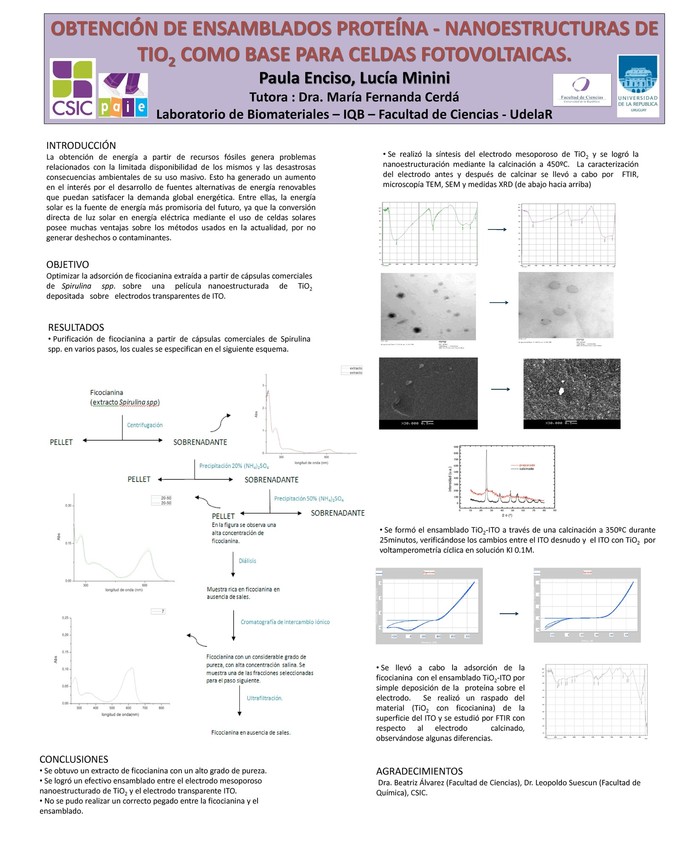 OBTENCIÓN DE ENSAMBLADOS PROTEÍNA - NANOESTRUCTURAS DE
TIO2 COMO BASE PARA CELDAS FOTOVOLTAICAS.
Paula Enciso, Lucía Minini
Tutora : Dra. María Fernanda Cerdá
Laboratorio de Biomateriales – IQB – Facultad de Ciencias - UdelaR
CSIC
paie
Facultad de Ciencias
UNIVERSIDAD
DE LA REPUBLICA
URUGUAY
INTRODUCCIÓN
La obtención de energía a partir de recursos fósiles genera problemas
relacionados con la limitada disponibilidad de los mismos y las desastrosas
consecuencias ambientales de su uso masivo. Esto ha generado un aumento
en el interés por el desarrollo de fuentes alternativas de energía renovables
que puedan satisfacer la demanda global energética. Entre ellas, la energía
solar es la fuente de energía más promisoria del futuro, ya que la conversión
directa de luz solar en energía eléctrica mediante el uso de celdas solares
posee muchas ventajas sobre los métodos usados en la actualidad, por no
generar deshechos o contaminantes.
OBJETIVO
Optimizar la adsorción de ficocianina extraída a partir de cápsulas comerciales
de Spirulina spp. sobre una película nanoestructurada de TiO2
depositada sobre electrodos transparentes de ITO.
RESULTADOS
• Purificación de ficocianina a partir de cápsulas comerciales de Spirulina
spp. en varios pasos, los cuales se especifican en el siguiente esquema.
Ficocianina
(extracto Spirulina spp)
Centrifugación
PELLET
SOBRENADANTE
Abs
longitud de onda (nm)
Precipitación 20% (NH4)2SO4
PELLET
SOBRENADANTE
Precipitación 50% (NH4)2SO4
PELLET
SOBRENADANTE
En la figura se observa una
alta concentración de
ficocianina.
Abs
longitud de onda (nm)
Diálisis
Muestra rica en ficocianina en
ausencia de sales.
Cromatografía de intercambio iónico
Ficocianina con un considerable grado de
pureza, con alta concentración salina. Se
muestra una de las fracciones seleccionadas
para el paso siguiente.
Abs
longitud de onda(nm)
Ultrafiltración.
Ficocianina en ausencia de sales.
CONCLUSIONES
• Se obtuvo un extracto de ficocianina con un alto grado de pureza.
• Se logró un efectivo ensamblado entre el electrodo mesoporoso
nanoestructurado de TiO2 y el electrodo transparente ITO.
• No se pudo realizar un correcto pegado entre la ficocianina y el
ensamblado.
• Se realizó la síntesis del electrodo mesoporoso de TiO2 y se logró la
nanoestructuración mediante la calcinación a 450ºC. La caracterización
del electrodo antes y después de calcinar se llevó a cabo por FTIR,
microscopía TEM, SEM y medidas XRD (de abajo hacia arriba)
• Se formó el ensamblado TiO2-ITO a través de una calcinación a 350ºC durante
25minutos, verificándose los cambios entre el ITO desnudo y el ITO con TiO2 por
voltamperometría cíclica en solución KI 0.1M.
• Se llevó a cabo la adsorción de la
ficocianina con el ensamblado TiO2-ITO por
simple deposición de la proteína sobre el
electrodo. Se realizó un raspado del
material (TiO2 con ficocianina) de la
superficie del ITO y se estudió por FTIR con
respecto al electrodo calcinado,
observándose algunas diferencias.
AGRADECIMIENTOS
Dra. Beatriz Álvarez (Facultad de Ciencias), Dr. Leopoldo Suescun (Facultad de
Química), CSIC.